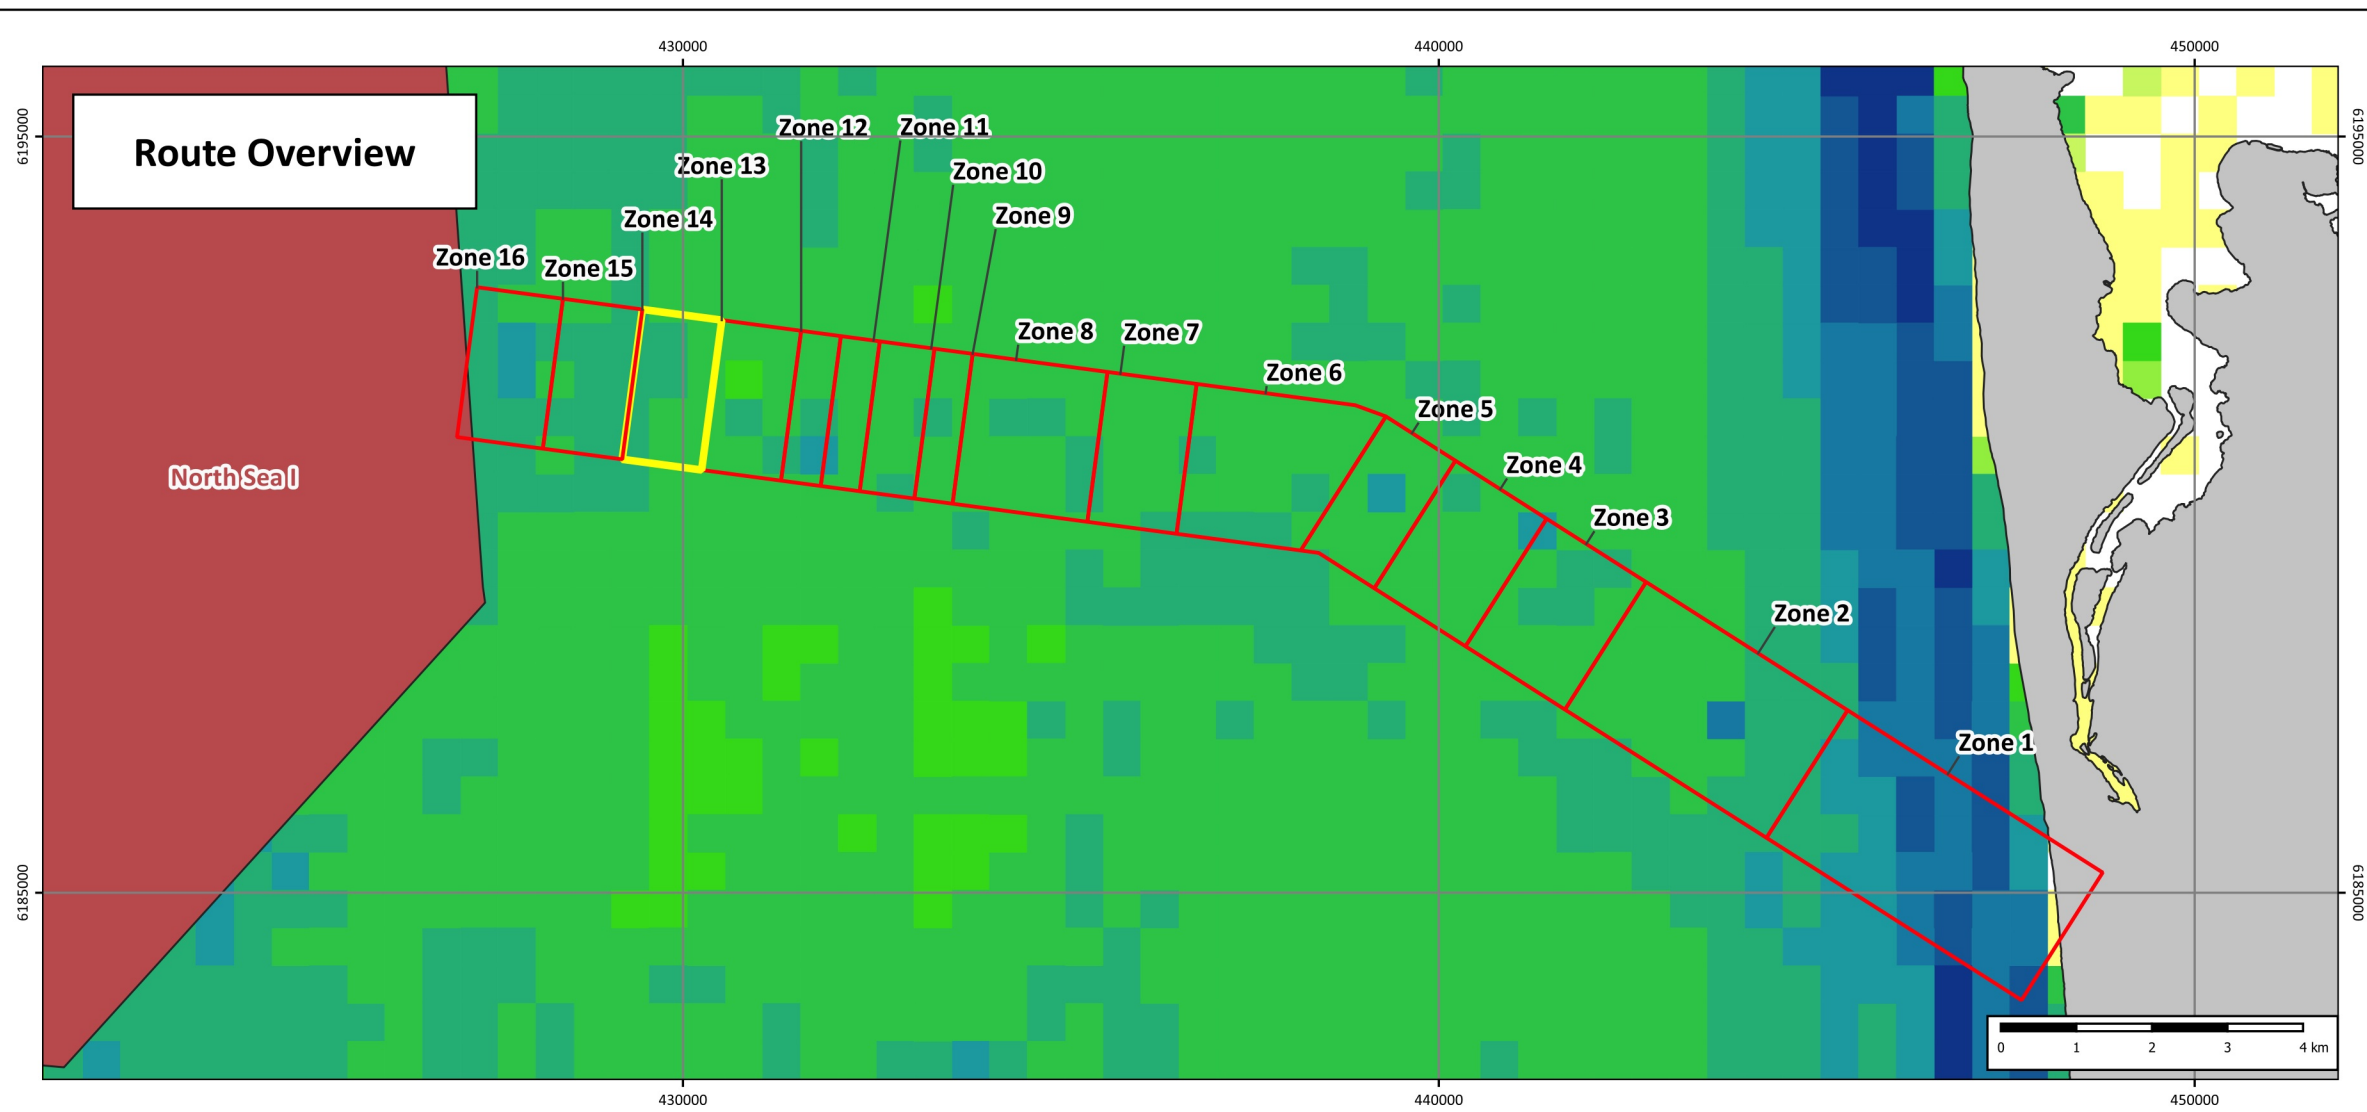 430000
440000
450000
6195000
6195000
Route Overview
Zone 12
Zone 11
Zone 13
Zone 10
Zone 14
Zone 9
Zone 16
Zone 15
Zone 8
Zone 7
Zone 6
Zone 5
Zone 4
North Sea I
Zone 3
Zone 2
Zone 1
6185000
6185000
0 1 2 3 4 km
430000
440000
450000